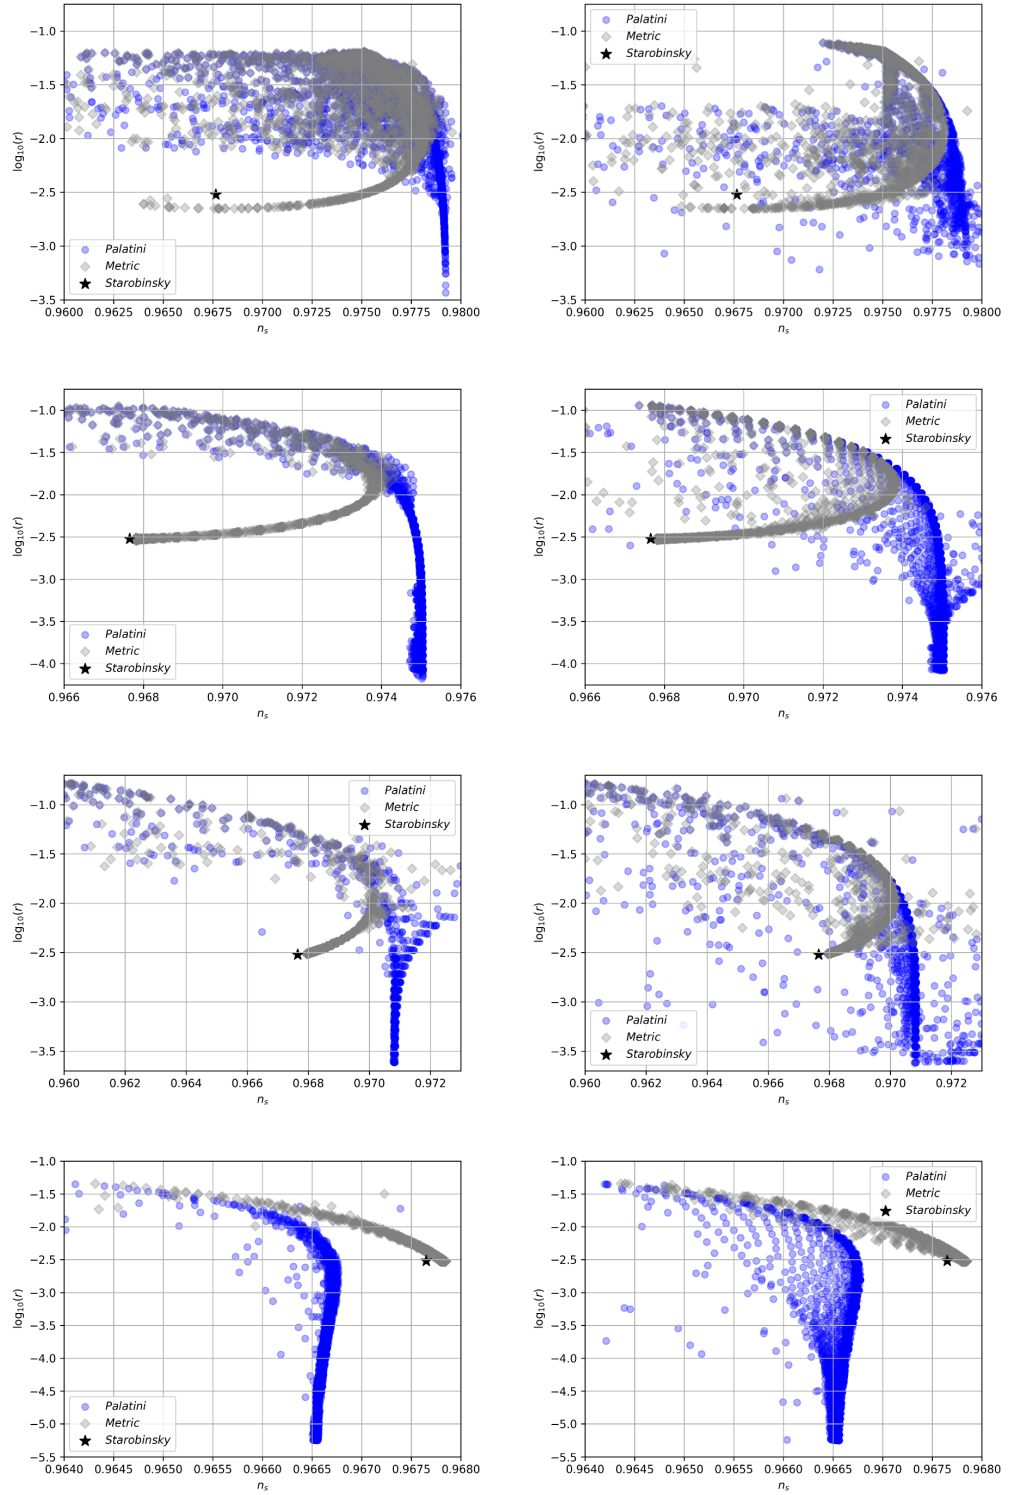 −1.0
−1.5
−2.0
−2.5
−3.0
−3.5
log₁₀(r)
0.9600 0.9625 0.9650 0.9675 0.9700 0.9725 0.9750 0.9775 0.9800
nₛ
Palatini
Metric
Starobinsky
−1.0
−1.5
−2.0
−2.5
−3.0
−3.5
log₁₀(r)
0.9600 0.9625 0.9650 0.9675 0.9700 0.9725 0.9750 0.9775 0.9800
nₛ
Palatini
Metric
Starobinsky
−1.0
−1.5
−2.0
−2.5
−3.0
−3.5
−4.0
log₁₀(r)
0.966 0.968 0.970 0.972 0.974 0.976
nₛ
Palatini
Metric
Starobinsky
−1.0
−1.5
−2.0
−2.5
−3.0
−3.5
−4.0
log₁₀(r)
0.966 0.968 0.970 0.972 0.974 0.976
nₛ
Palatini
Metric
Starobinsky
−1.0
−1.5
−2.0
−2.5
−3.0
−3.5
log₁₀(r)
0.960 0.962 0.964 0.966 0.968 0.970 0.972
nₛ
Palatini
Metric
Starobinsky
−1.0
−1.5
−2.0
−2.5
−3.0
−3.5
log₁₀(r)
0.960 0.962 0.964 0.966 0.968 0.970 0.972
nₛ
Palatini
Metric
Starobinsky
−1.0
−1.5
−2.0
−2.5
−3.0
−3.5
−4.0
−4.5
−5.0
−5.5
log₁₀(r)
0.9640 0.9645 0.9650 0.9655 0.9660 0.9665 0.9670 0.9675 0.9680
nₛ
Palatini
Metric
Starobinsky
−1.0
−1.5
−2.0
−2.5
−3.0
−3.5
−4.0
−4.5
−5.0
−5.5
log₁₀(r)
0.9640 0.9645 0.9650 0.9655 0.9660 0.9665 0.9670 0.9675 0.9680
nₛ
Palatini
Metric
Starobinsky